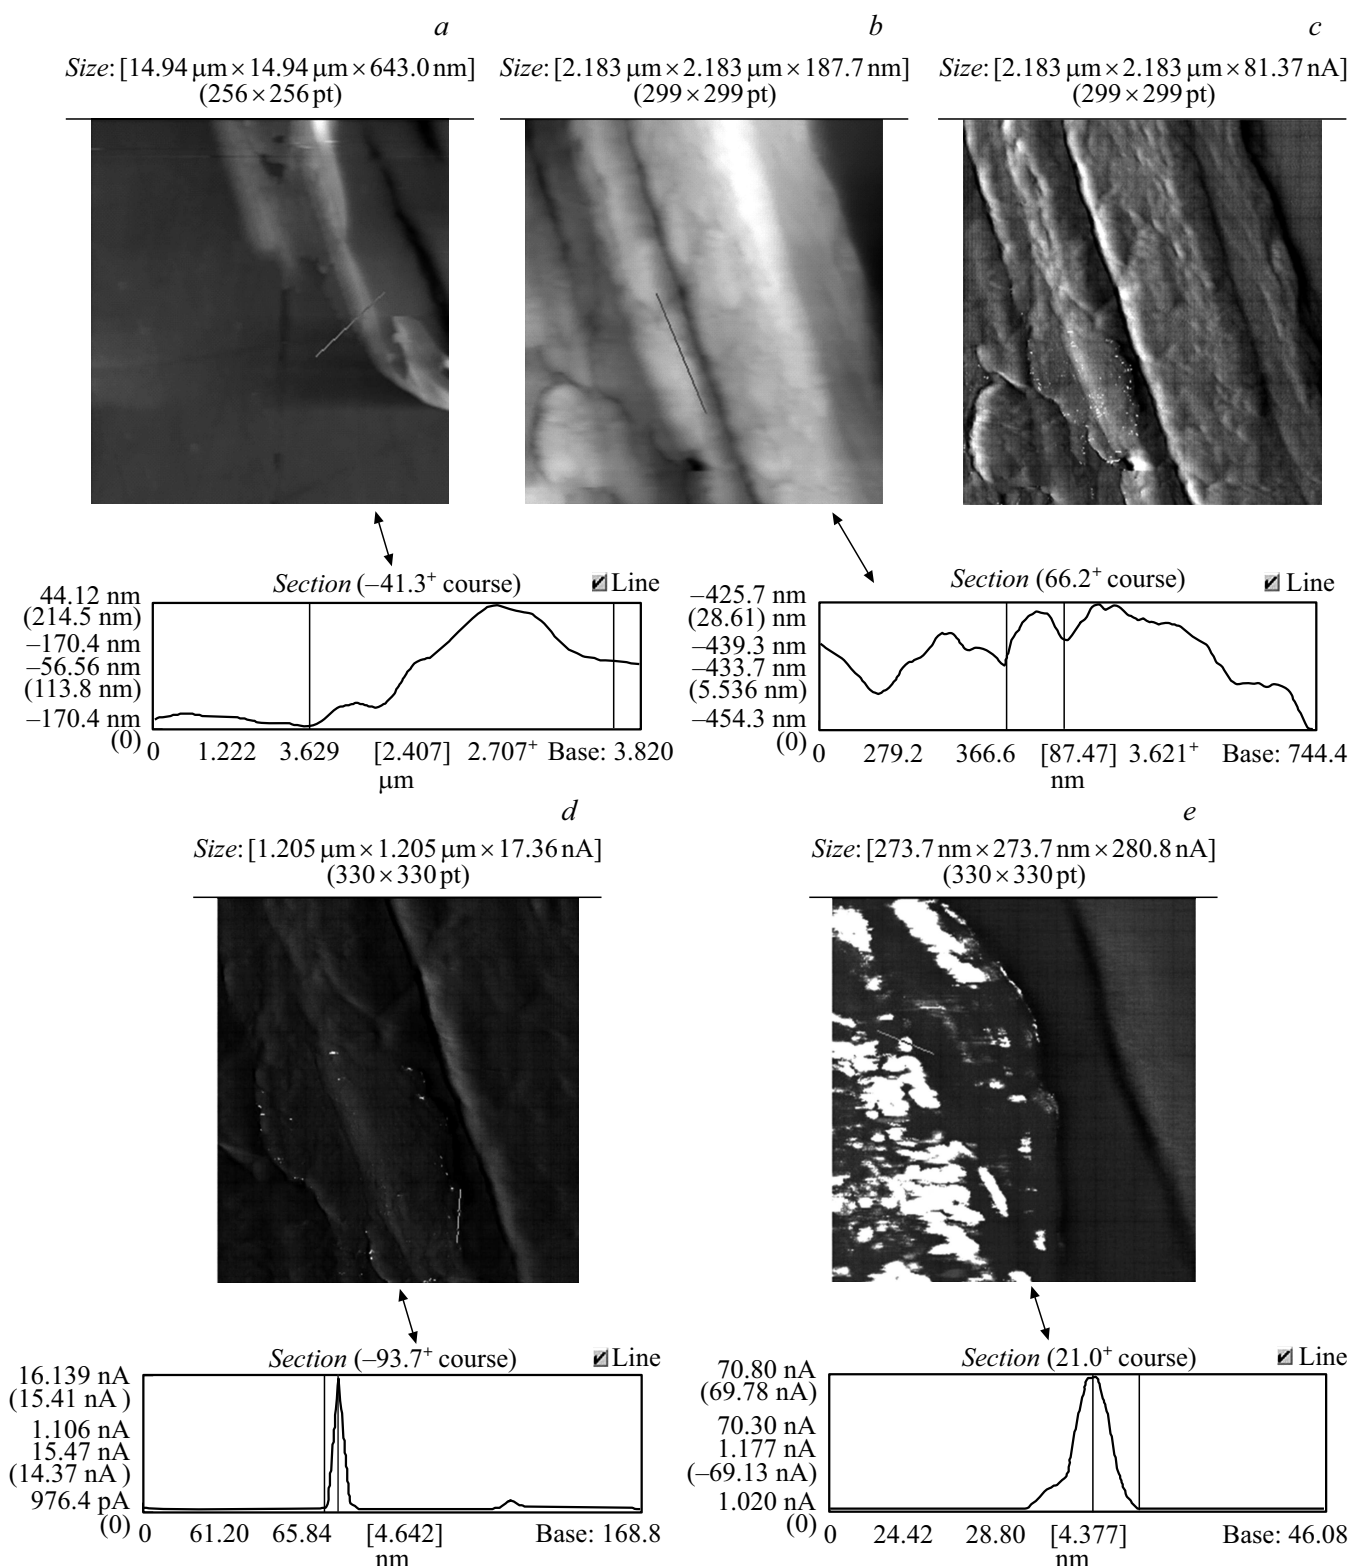 a
Size: [14.94 μm × 14.94 μm × 643.0 nm]
(256 × 256 pt)
b
Size: [2.183 μm × 2.183 μm × 187.7 nm]
(299 × 299 pt)
c
Size: [2.183 μm × 2.183 μm × 81.37 nA]
(299 × 299 pt)
Section (–41.3⁺ course)
Line
44.12 nm
(214.5 nm)
–170.4 nm
–56.56 nm
(113.8 nm)
–170.4 nm
(0)
0 1.222 3.629 [2.407] 2.707⁺ Base: 3.820
μm
Section (66.2⁺ course)
Line
–425.7 nm
(28.61) nm
–439.3 nm
–433.7 nm
(5.536 nm)
–454.3 nm
(0)
0 279.2 366.6 [87.47] 3.621⁺ Base: 744.4
nm
d
Size: [1.205 μm × 1.205 μm × 17.36 nA]
(330 × 330 pt)
e
Size: [273.7 nm × 273.7 nm × 280.8 nA]
(330 × 330 pt)
Section (–93.7⁺ course)
Line
16.139 nA
(15.41 nA )
1.106 nA
15.47 nA
(14.37 nA )
976.4 pA
(0)
0 61.20 65.84 [4.642] Base: 168.8
nm
Section (21.0⁺ course)
Line
70.80 nA
(69.78 nA)
70.30 nA
1.177 nA
(–69.13 nA)
1.020 nA
(0)
0 24.42 28.80 [4.377] Base: 46.08
nm